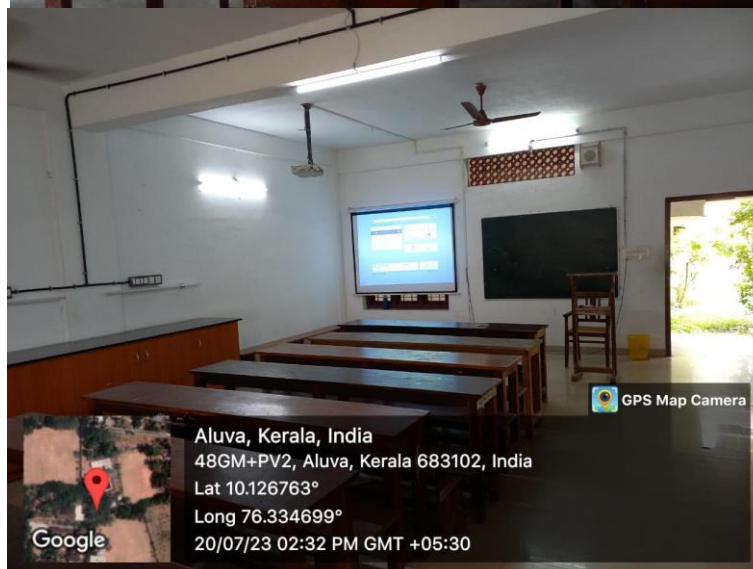 GPS Map Camera
Aluva, Kerala, India
48GM+PV2, Aluva, Kerala 683102, India
Lat 10.126763°
Long 76.334699°
20/07/23 02:32 PM GMT +05:30
Google